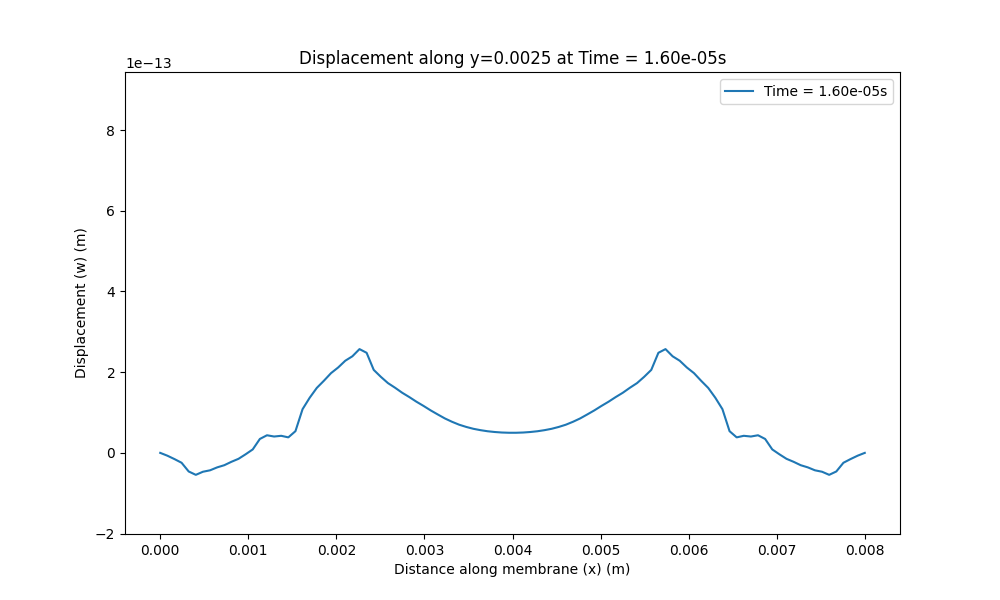 Displacement along y=0.0025 at Time = 1.60e-05s
1e−13
Time = 1.60e-05s
8
6
4
2
0
−2
Displacement (w) (m)
0.000 0.001 0.002 0.003 0.004 0.005 0.006 0.007 0.008
Distance along membrane (x) (m)